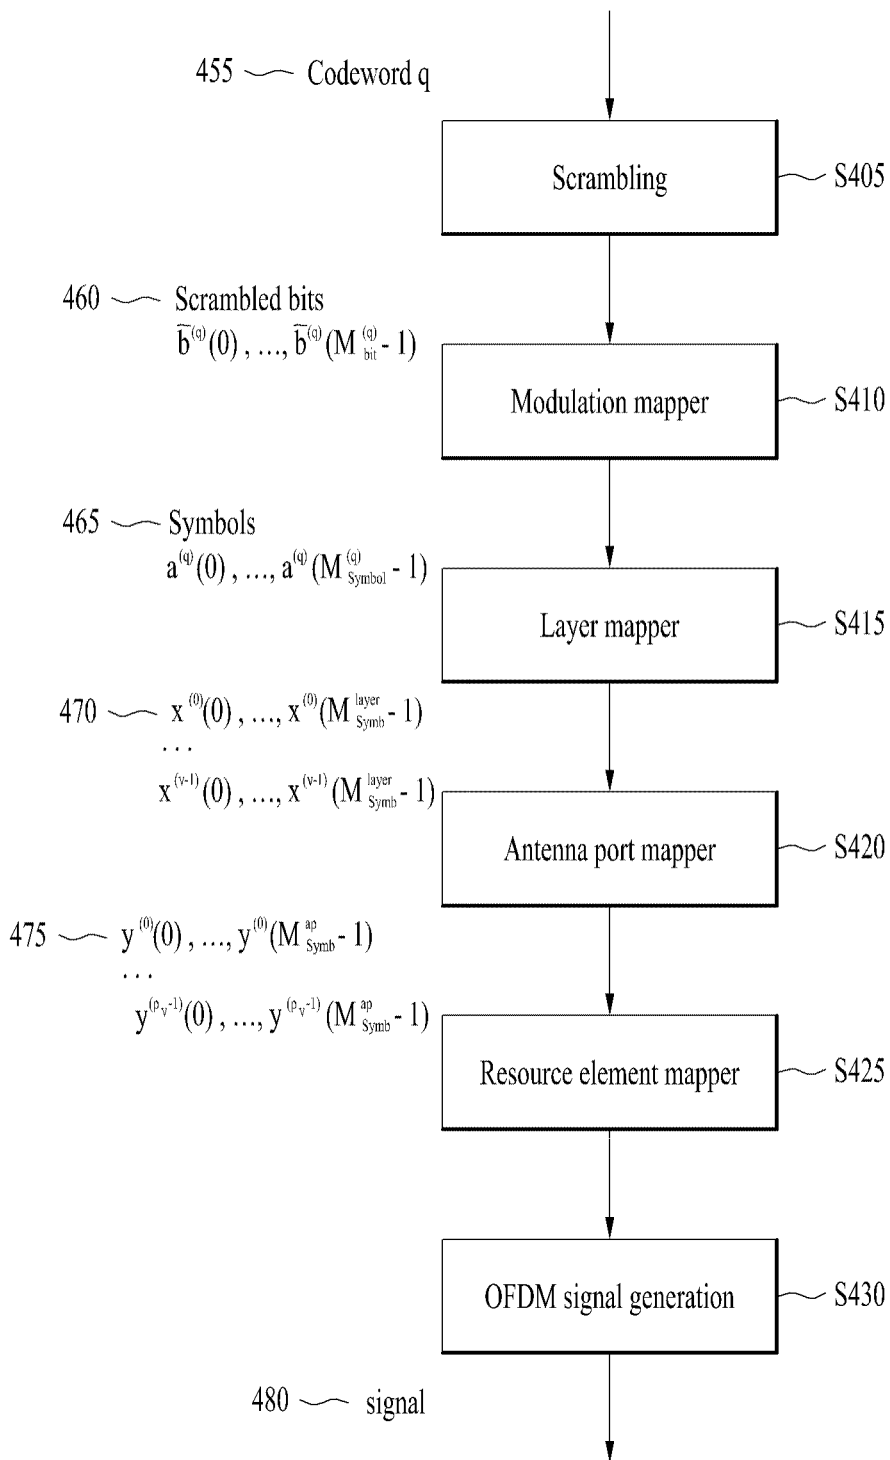 455 Codeword q
Scrambling S405
460 Scrambled bits
b̃^(q)(0) , ..., b̃^(q)(M_bit^(q) - 1)
Modulation mapper S410
465 Symbols
a^(q)(0) , ..., a^(q)(M_Symbol^(q) - 1)
Layer mapper S415
470 x^(0)(0) , ..., x^(0)(M_Symb^layer - 1)
...
x^(v-1)(0) , ..., x^(v-1)(M_Symb^layer - 1)
Antenna port mapper S420
475 y^(0)(0) , ..., y^(0)(M_Symb^ap - 1)
...
y^(p_v-1)(0) , ..., y^(p_v-1)(M_Symb^ap - 1)
Resource element mapper S425
OFDM signal generation S430
480 signal